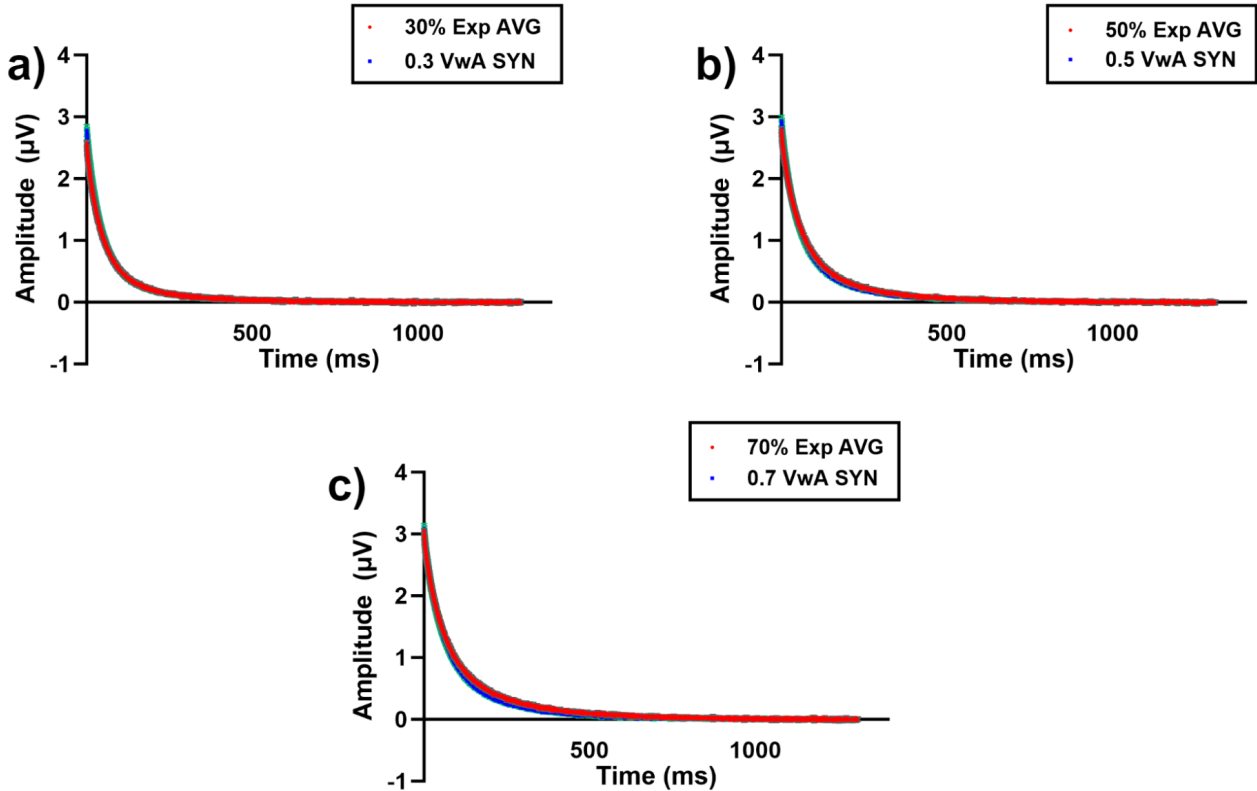 a)
30% Exp AVG
0.3 VwA SYN
4
3
2
1
0
-1
Amplitude (µV)
500
1000
Time (ms)
b)
50% Exp AVG
0.5 VwA SYN
4
3
2
1
0
-1
Amplitude (µV)
500
1000
Time (ms)
c)
70% Exp AVG
0.7 VwA SYN
4
3
2
1
0
-1
Amplitude (µV)
500
1000
Time (ms)